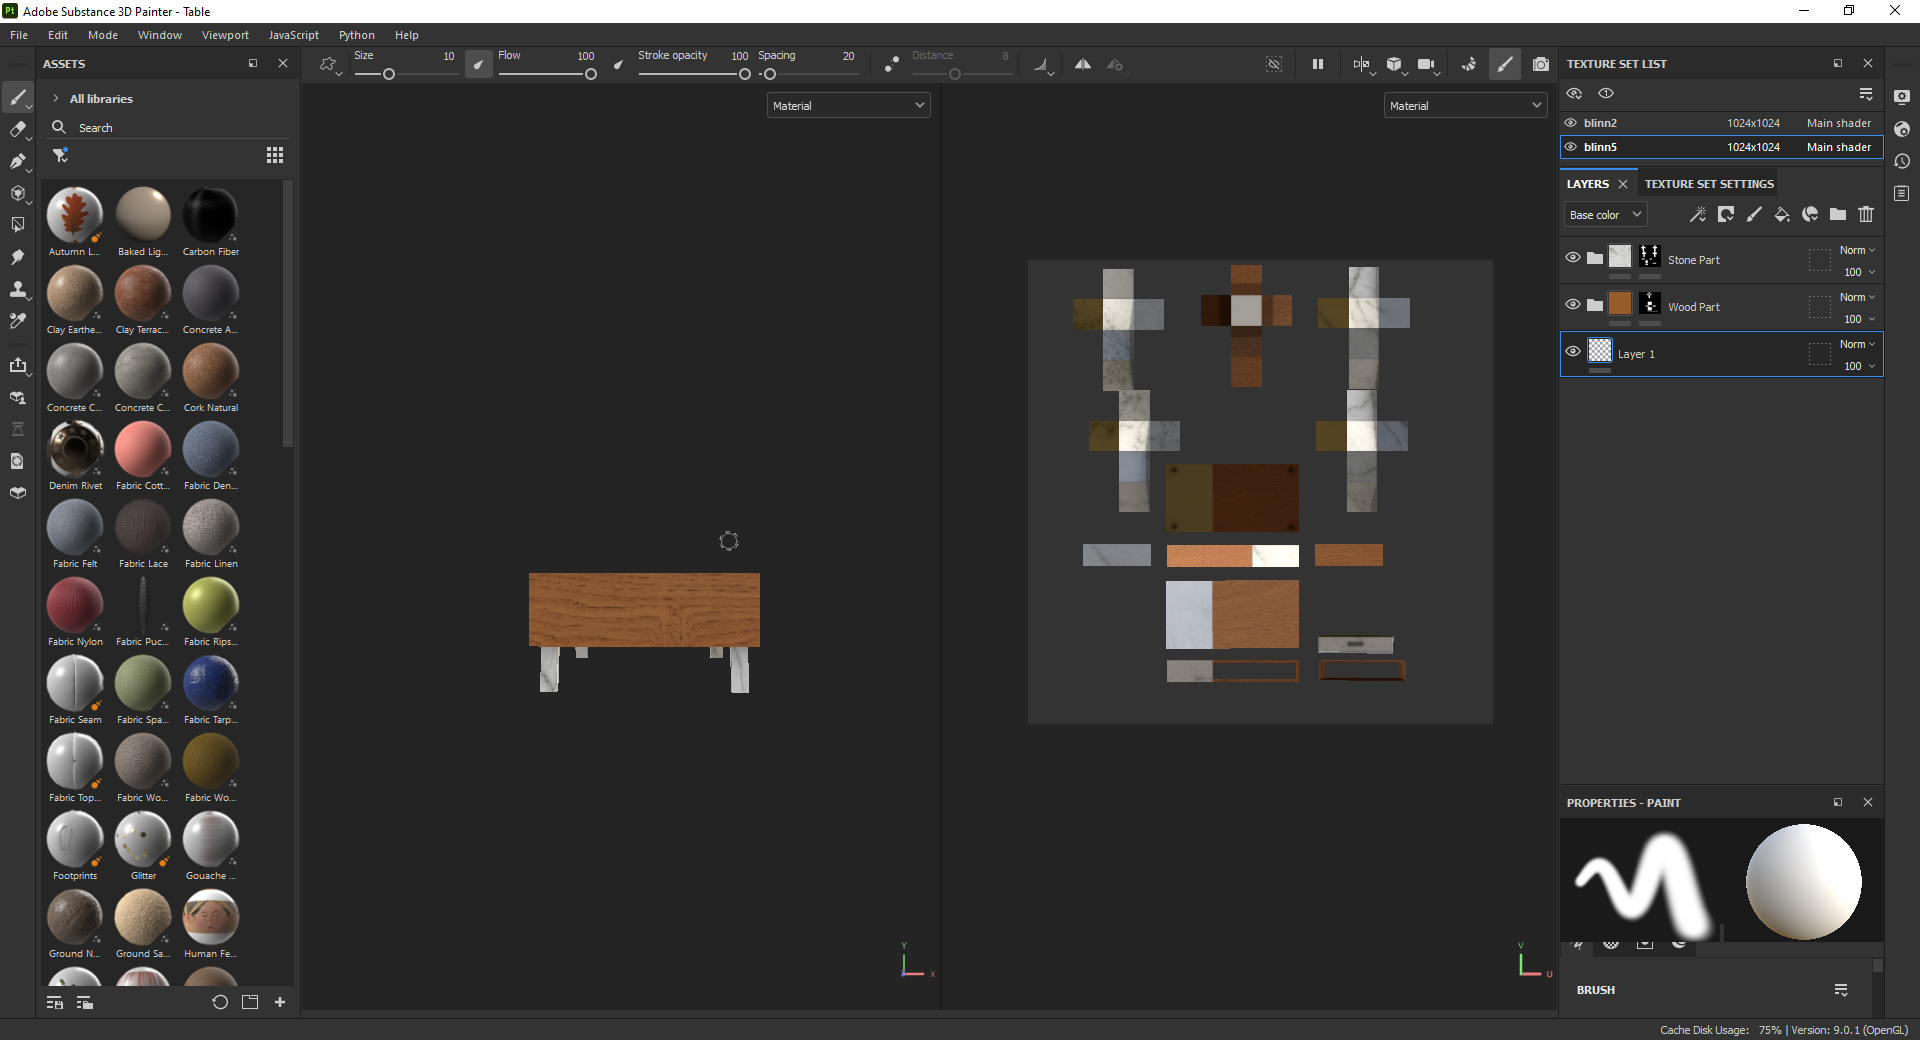 Pt Adobe Substance 3D Painter - Table
File Edit Mode Window Viewport JavaScript Python Help
ASSETS
Size 10 Flow 100 Stroke opacity 100 Spacing 20 Distance 8
All libraries
Search
Autumn L... Baked Lig... Carbon Fiber
Clay Earthe... Clay Terrac... Concrete A...
Concrete C... Concrete C... Cork Natural
Denim Rivet Fabric Cott... Fabric Den...
Fabric Felt Fabric Lace Fabric Linen
Fabric Nylon Fabric Puc... Fabric Rips...
Fabric Seam Fabric Spa... Fabric Tarp...
Fabric Top... Fabric Wo... Fabric Wo...
Footprints Glitter Gouache ...
Ground N... Ground Sa... Human Fe...
Material
Y
Z X
Material
V
U
TEXTURE SET LIST
blinn2 1024x1024 Main shader
blinn5 1024x1024 Main shader
LAYERS TEXTURE SET SETTINGS
Base color
Stone Part Norm
100
Wood Part Norm
100
Layer 1 Norm
100
PROPERTIES - PAINT
BRUSH
Cache Disk Usage: 75% | Version: 9.0.1 (OpenGL)